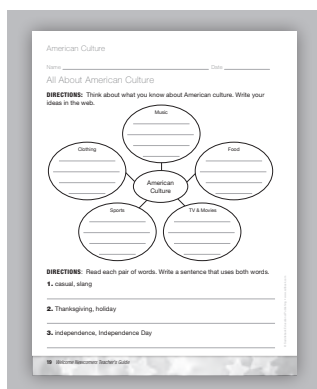 American Culture
Name Date
All About American Culture
DIRECTIONS: Think about what you know about American culture. Write your
ideas in the web.
Music
Clothing
Food
American
Culture
Sports
TV & Movies
DIRECTIONS: Read each pair of words. Write a sentence that uses both words.
1. casual, slang
2. Thanksgiving, holiday
3. independence, Independence Day
18 Welcome Newcomers Teacher's Guide